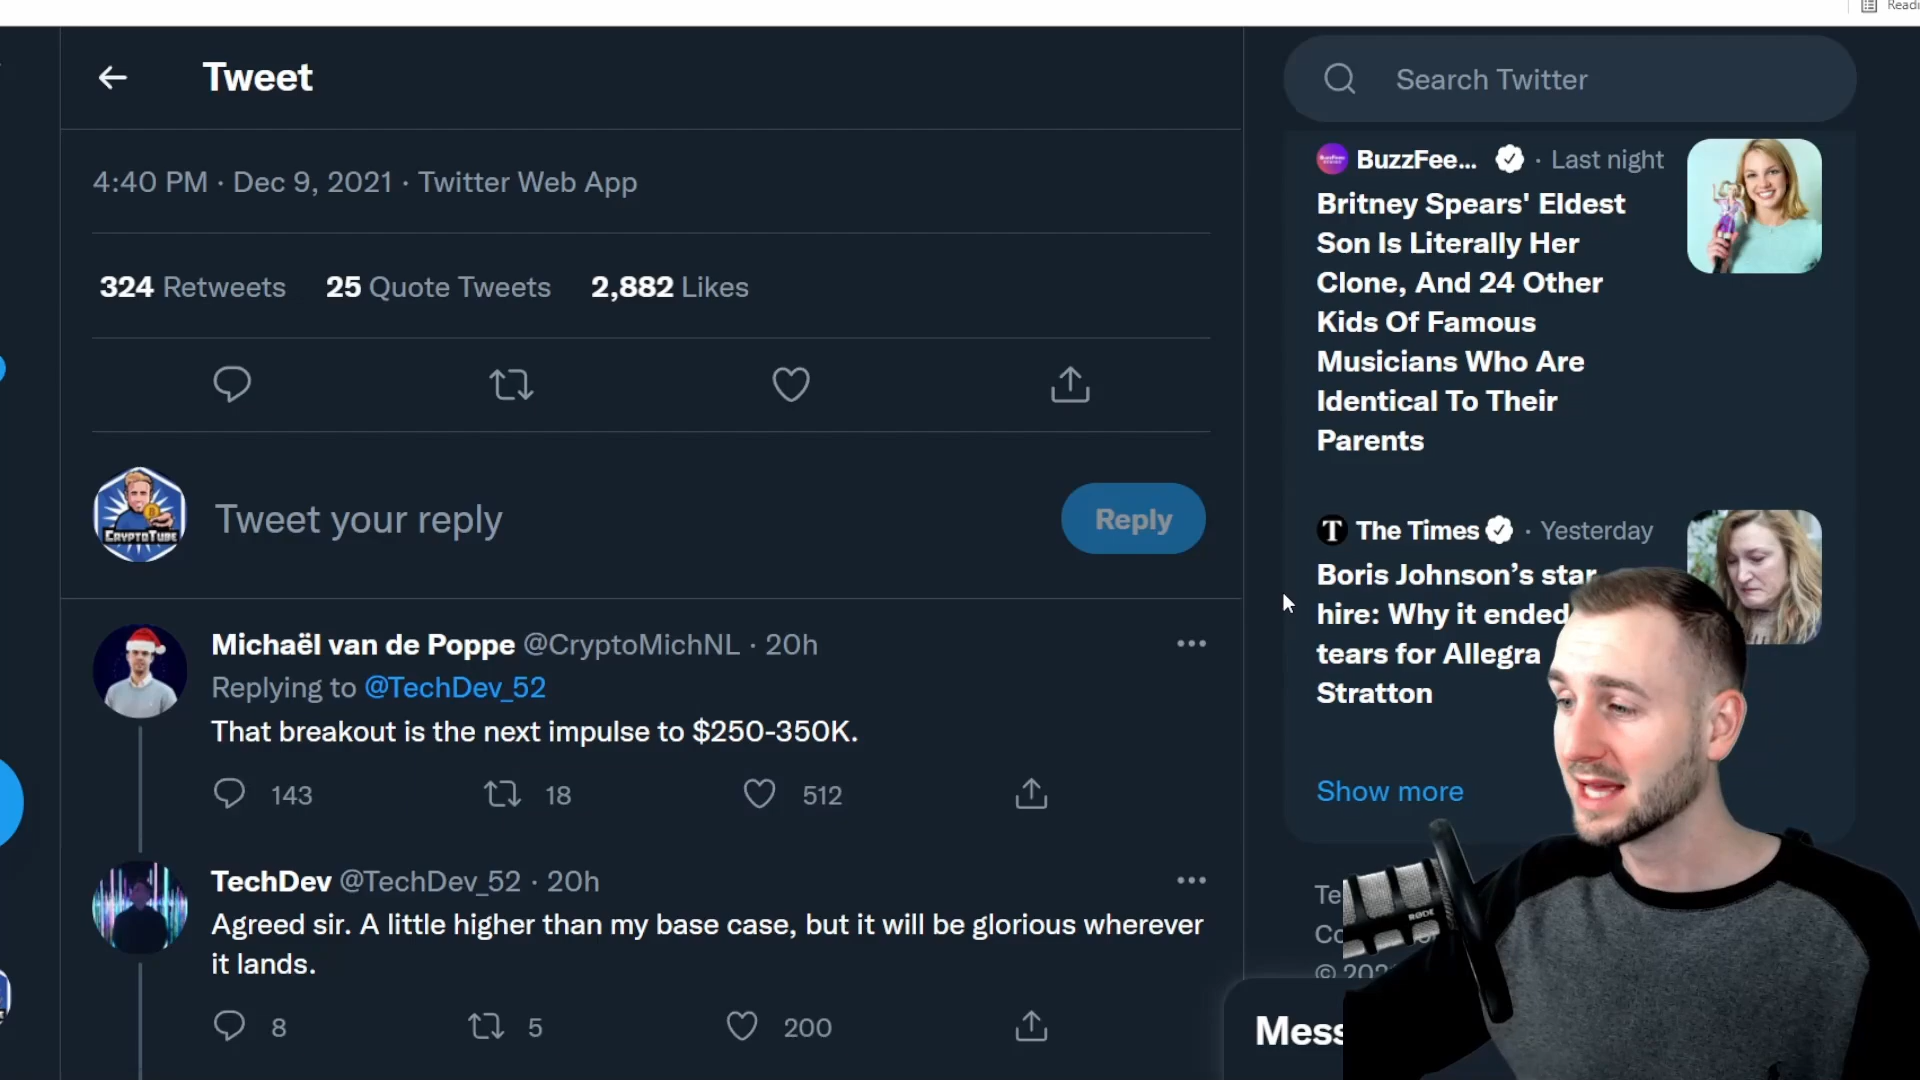 Tweet
4:40 PM · Dec 9, 2021 · Twitter Web App
324 Retweets 25 Quote Tweets 2,882 Likes
CRYPTOTUBE
Tweet your reply
Reply
Michaël van de Poppe @CryptoMichNL · 20h
Replying to @TechDev_52
That breakout is the next impulse to $250-350K.
143 18 512
TechDev @TechDev_52 · 20h
Agreed sir. A little higher than my base case, but it will be glorious wherever
it lands.
8 5 200
Search Twitter
BuzzFee... · Last night
Britney Spears' Eldest
Son Is Literally Her
Clone, And 24 Other
Kids Of Famous
Musicians Who Are
Identical To Their
Parents
T The Times · Yesterday
Boris Johnson’s star
hire: Why it ended
tears for Allegra
Stratton
Show more
RØDE